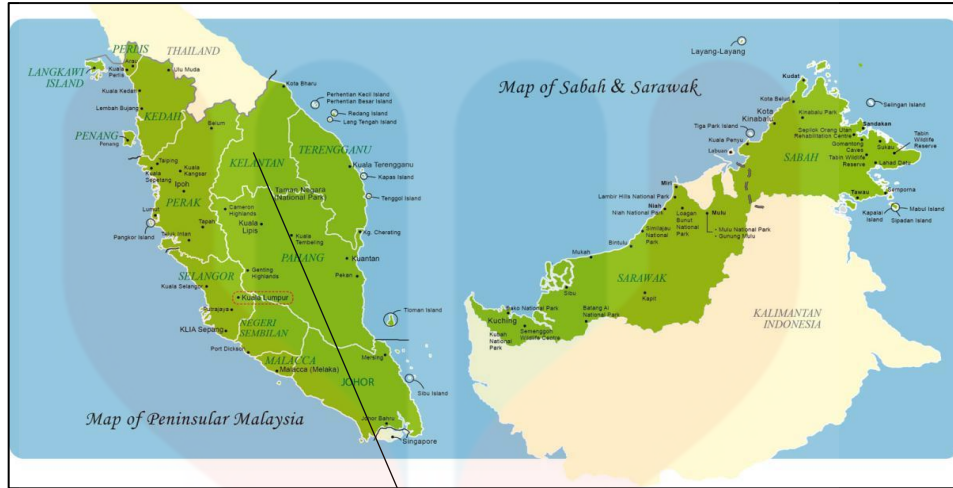 PERLIS
THAILAND
Arau
Kuala
Perlis
Ulu Muda
LANGKAWI
ISLAND
Kuala Kedah
Kota Bharu
Perhentian Kecil Island
Perhentian Besar Island
Redang Island
Lang Tengah Island
Lembah Bujang
KEDAH
Belum
PENANG
Penang
KELANTAN
TERENGGANU
Taiping
Kuala
Sepetang
Kuala
Kangsar
Kuala Terengganu
Kapas Island
Ipoh
Taman Negara
(National Park)
Tenggol Island
PERAK
Cameron
Highlands
Lumut
Tapah
Kuala
Lipis
Pangkor Island
Teluk Intan
Kuala
Tembeling
Kg. Cherating
PAHANG
Kuantan
SELANGOR
Genting
Highlands
Pekan
Kuala Selangor
Kuala Lumpur
Putrajaya
Tioman Island
NEGERI
SEMBILAN
KLIA Sepang
Port Dickson
Mersing
MALACCA
Malacca (Melaka)
JOHOR
Sibu Island
Map of Peninsular Malaysia
Johor Bahru
Singapore
Layang-Layang
Map of Sabah & Sarawak
Kudat
Kota Belud
Selingan Island
Kota
Kinabalu
Kinabalu Park
Tiga Park Island
Sandakan
Sepilok Orang Utan
Rehabilitation Centre
Kuala Penyu
Gomantong
Caves
Sukau
Tabin
Wildlife
Reserve
Labuan
SABAH
Tabin Wildlife
Reserve
Lahad Datu
Miri
Tawau
Semporna
Lambir Hills National Park
Mabul Island
Niah
Niah National Park
Kapalai
Island
Sipadan Island
Loagan
Bunut
National
Park
Mulu
Similajau
National
Park
- Mulu National Park
- Gunung Mulu
Bintulu
Mukah
SARAWAK
Sibu
Kapit
Bako National Park
Batang Ai
National Park
Kuching
Semenggoh
Wildlife Centre
Kubah
National
Park
KALIMANTAN
INDONESIA